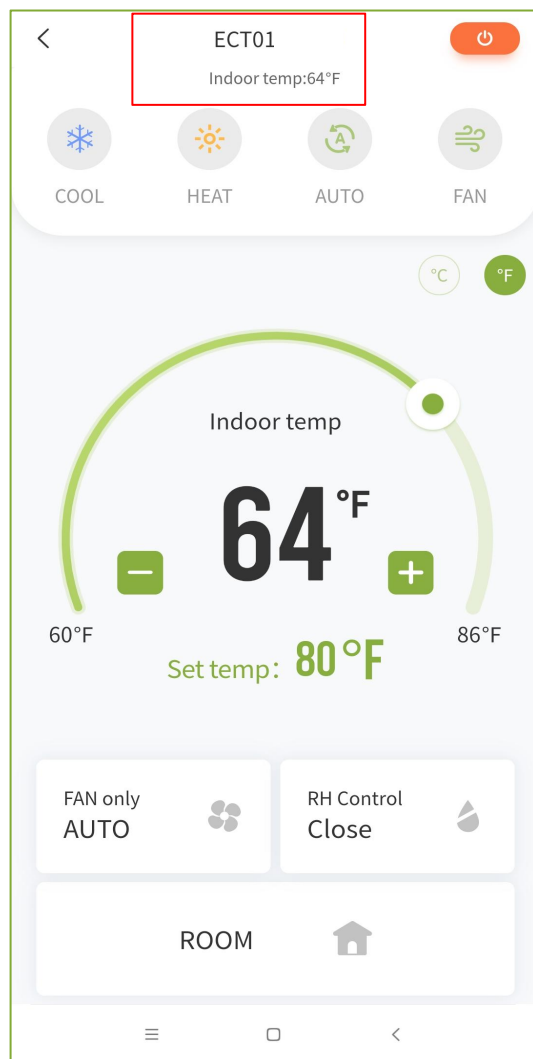 ECT01
Indoor temp:64°F
COOL HEAT AUTO FAN
°C °F
Indoor temp
64°F
60°F 86°F
Set temp: 80°F
FAN only
AUTO
RH Control
Close
ROOM